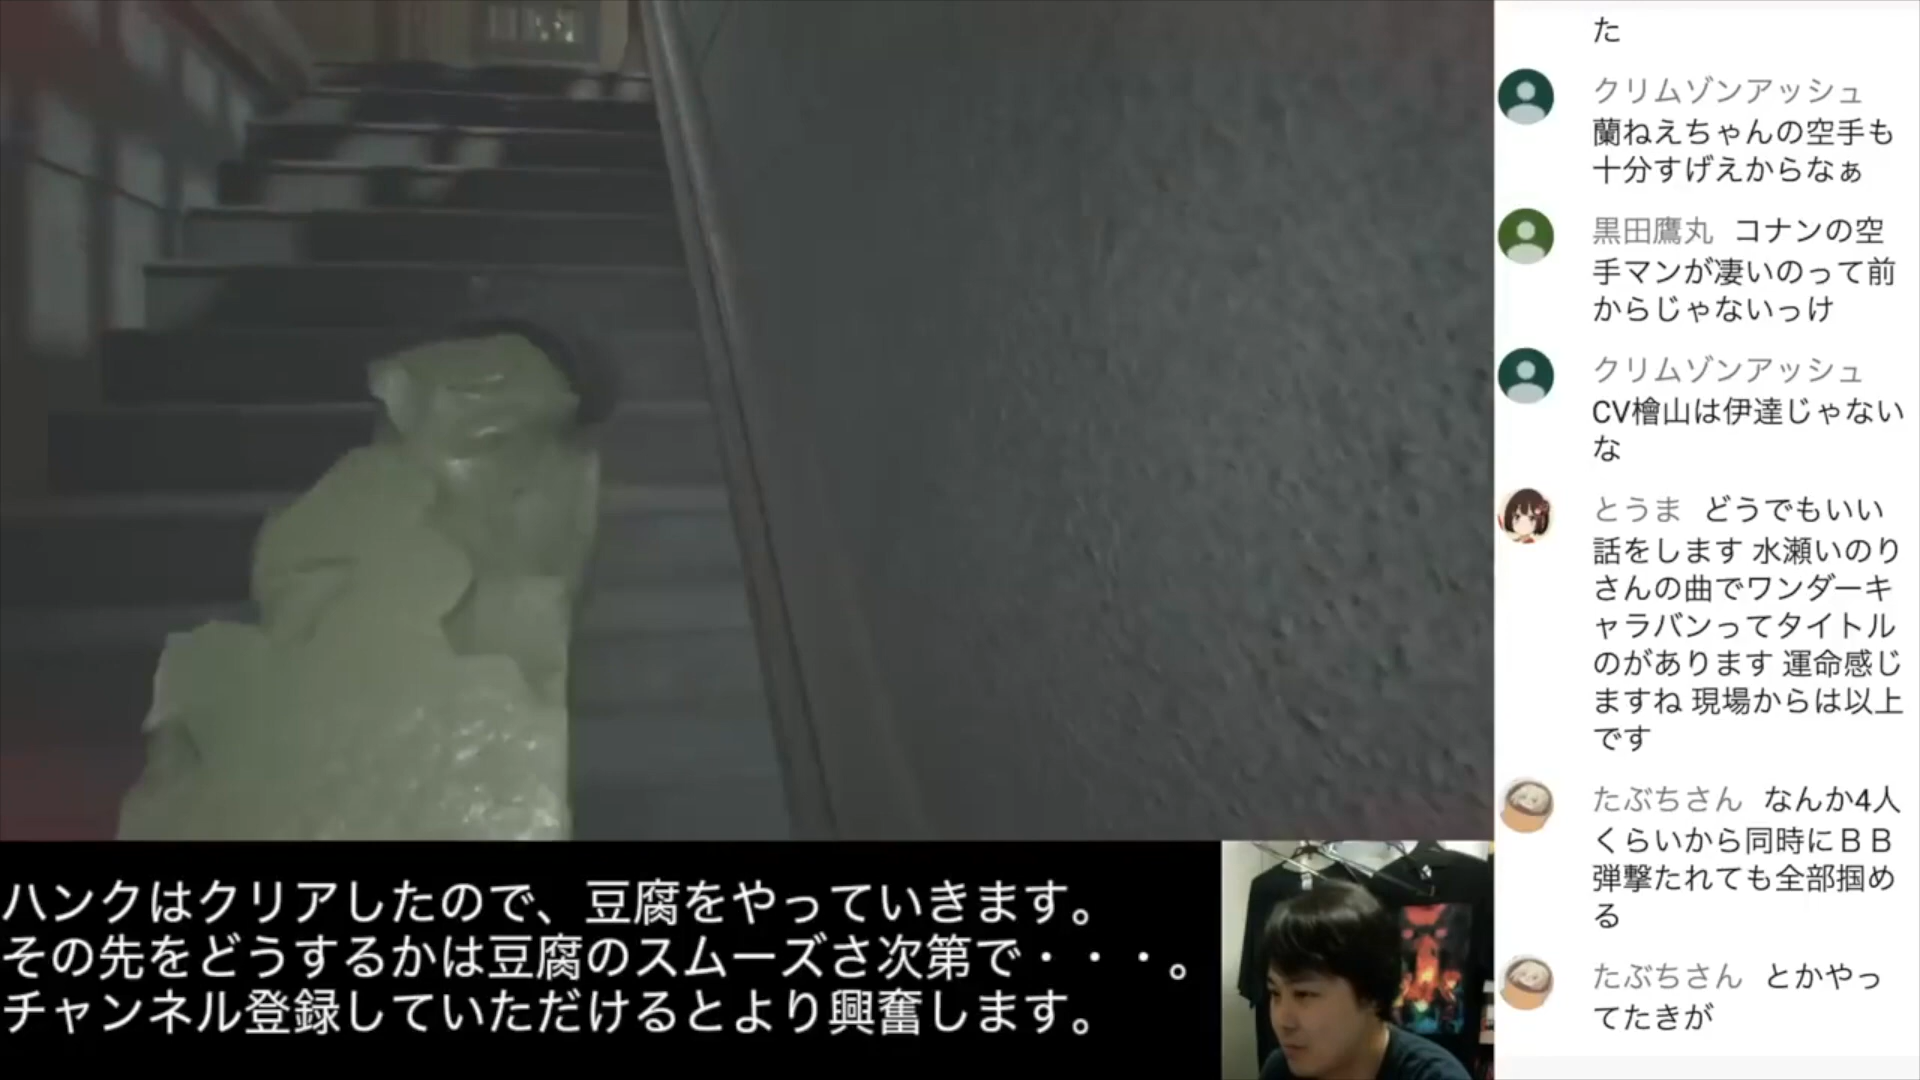 ハンクはクリアしたので、豆腐をやっていきます。
その先をどうするかは豆腐のスムーズさ次第で・・・。
チャンネル登録していただけるとより興奮します。
た
クリムゾンアッシュ
蘭ねえちゃんの空手も
十分すげえからなぁ
黒田鷹丸 コナンの空
手マンが凄いのって前
からじゃないっけ
クリムゾンアッシュ
CV檜山は伊達じゃない
な
とうま どうでもいい
話をします 水瀬いのり
さんの曲でワンダーキ
ャラバンってタイトル
のがあります 運命感じ
ますね 現場からは以上
です
たぶちさん なんか4人
くらいから同時にＢＢ
弾撃たれても全部掴め
る
たぶちさん とかやっ
てたきが